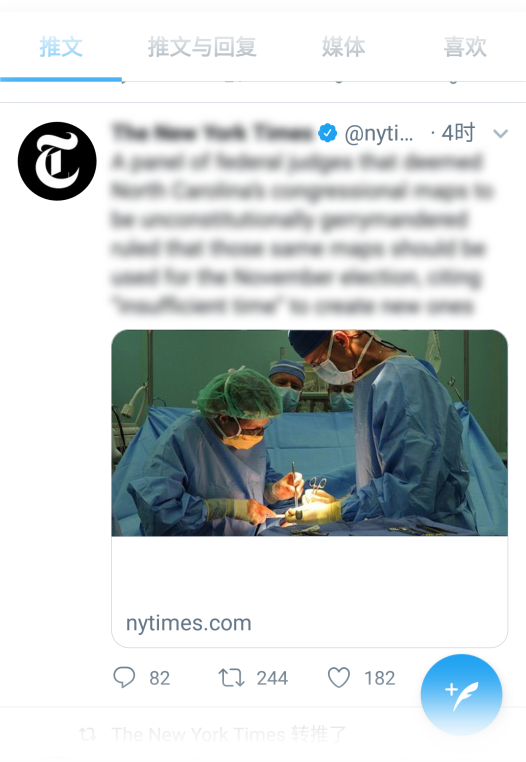 推文 推文与回复 媒体 喜欢
The New York Times @nyti... · 4时
A panel of federal judges that deemed
North Carolina's congressional maps to
be unconstitutionally gerrymandered
ruled that those same maps should be
used for the November election, citing
"insufficient time" to create new ones
nytimes.com
82 244 182
The New York Times 转推了